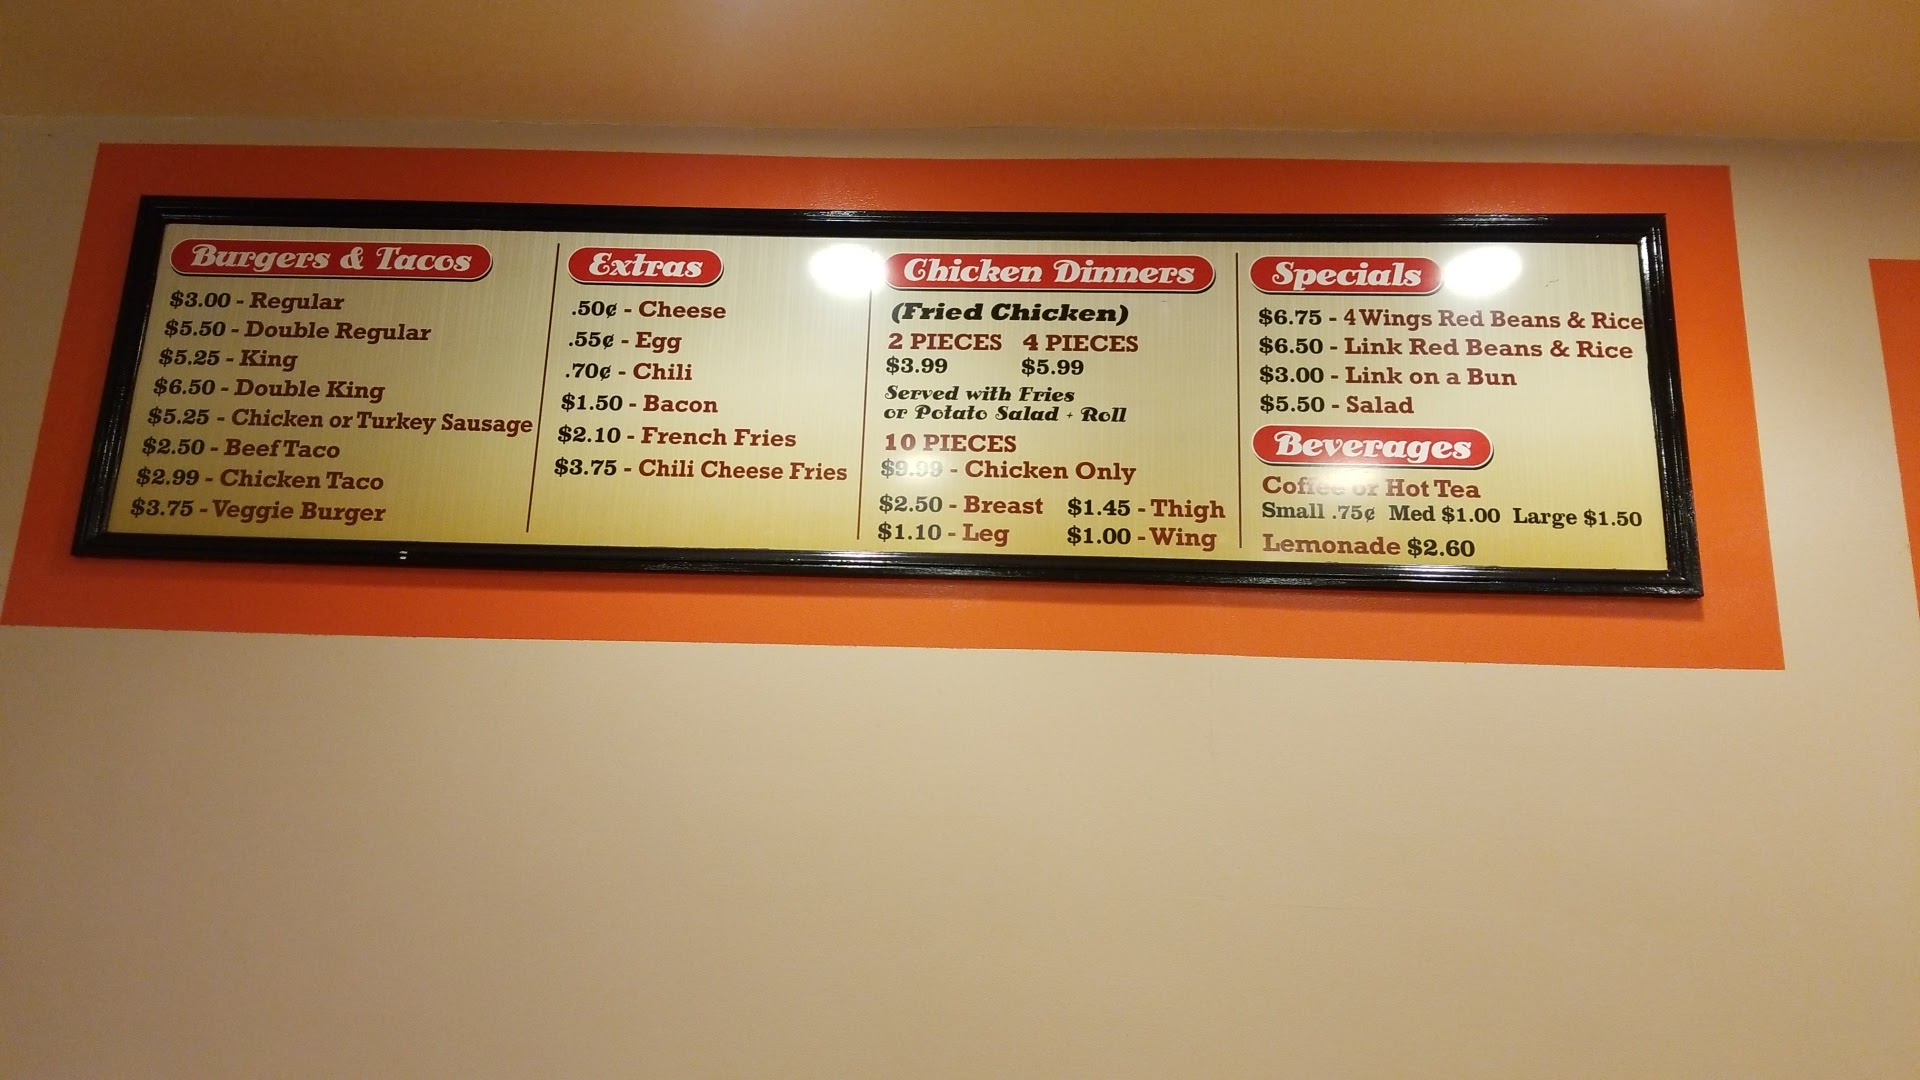 Burgers & Tacos
$3.00 - Regular
$5.50 - Double Regular
$5.25 - King
$6.50 - Double King
$5.25 - Chicken or Turkey Sausage
$2.50 - Beef Taco
$2.99 - Chicken Taco
$3.75 - Veggie Burger
Extras
.50¢ - Cheese
.55¢ - Egg
.70¢ - Chili
$1.50 - Bacon
$2.10 - French Fries
$3.75 - Chili Cheese Fries
Chicken Dinners
(Fried Chicken)
2 PIECES 4 PIECES
$3.99 $5.99
Served with Fries
or Potato Salad + Roll
10 PIECES
$9.99 - Chicken Only
$2.50 - Breast $1.45 - Thigh
$1.10 - Leg $1.00 - Wing
Specials
$6.75 - 4 Wings Red Beans & Rice
$6.50 - Link Red Beans & Rice
$3.00 - Link on a Bun
$5.50 - Salad
Beverages
Coffee or Hot Tea
Small .75¢ Med $1.00 Large $1.50
Lemonade $2.60